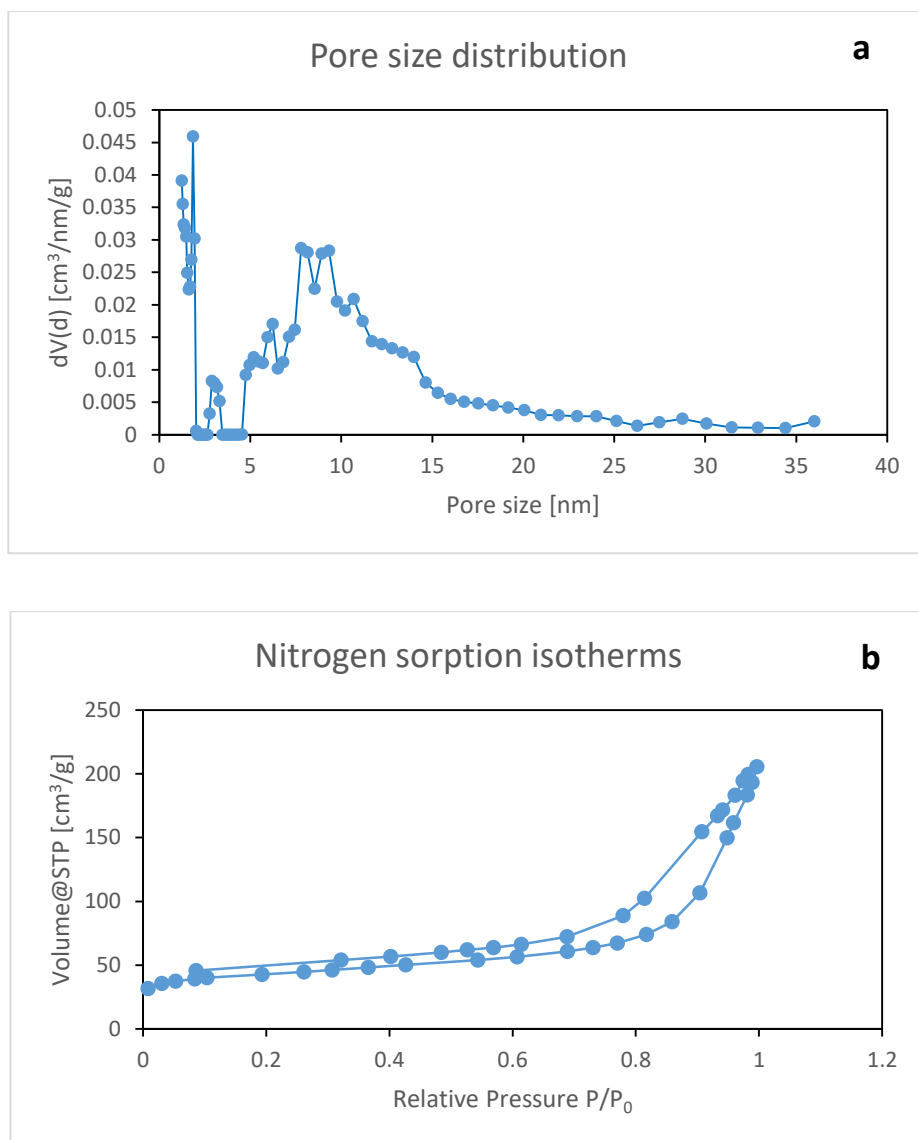 Pore size distribution
a
0.05
0.045
0.04
0.035
0.03
0.025
0.02
0.015
0.01
0.005
0
dV(d) [cm³/nm/g]
0 5 10 15 20 25 30 35 40
Pore size [nm]
Nitrogen sorption isotherms
b
250
200
150
100
50
0
Volume@STP [cm³/g]
0 0.2 0.4 0.6 0.8 1 1.2
Relative Pressure P/P₀